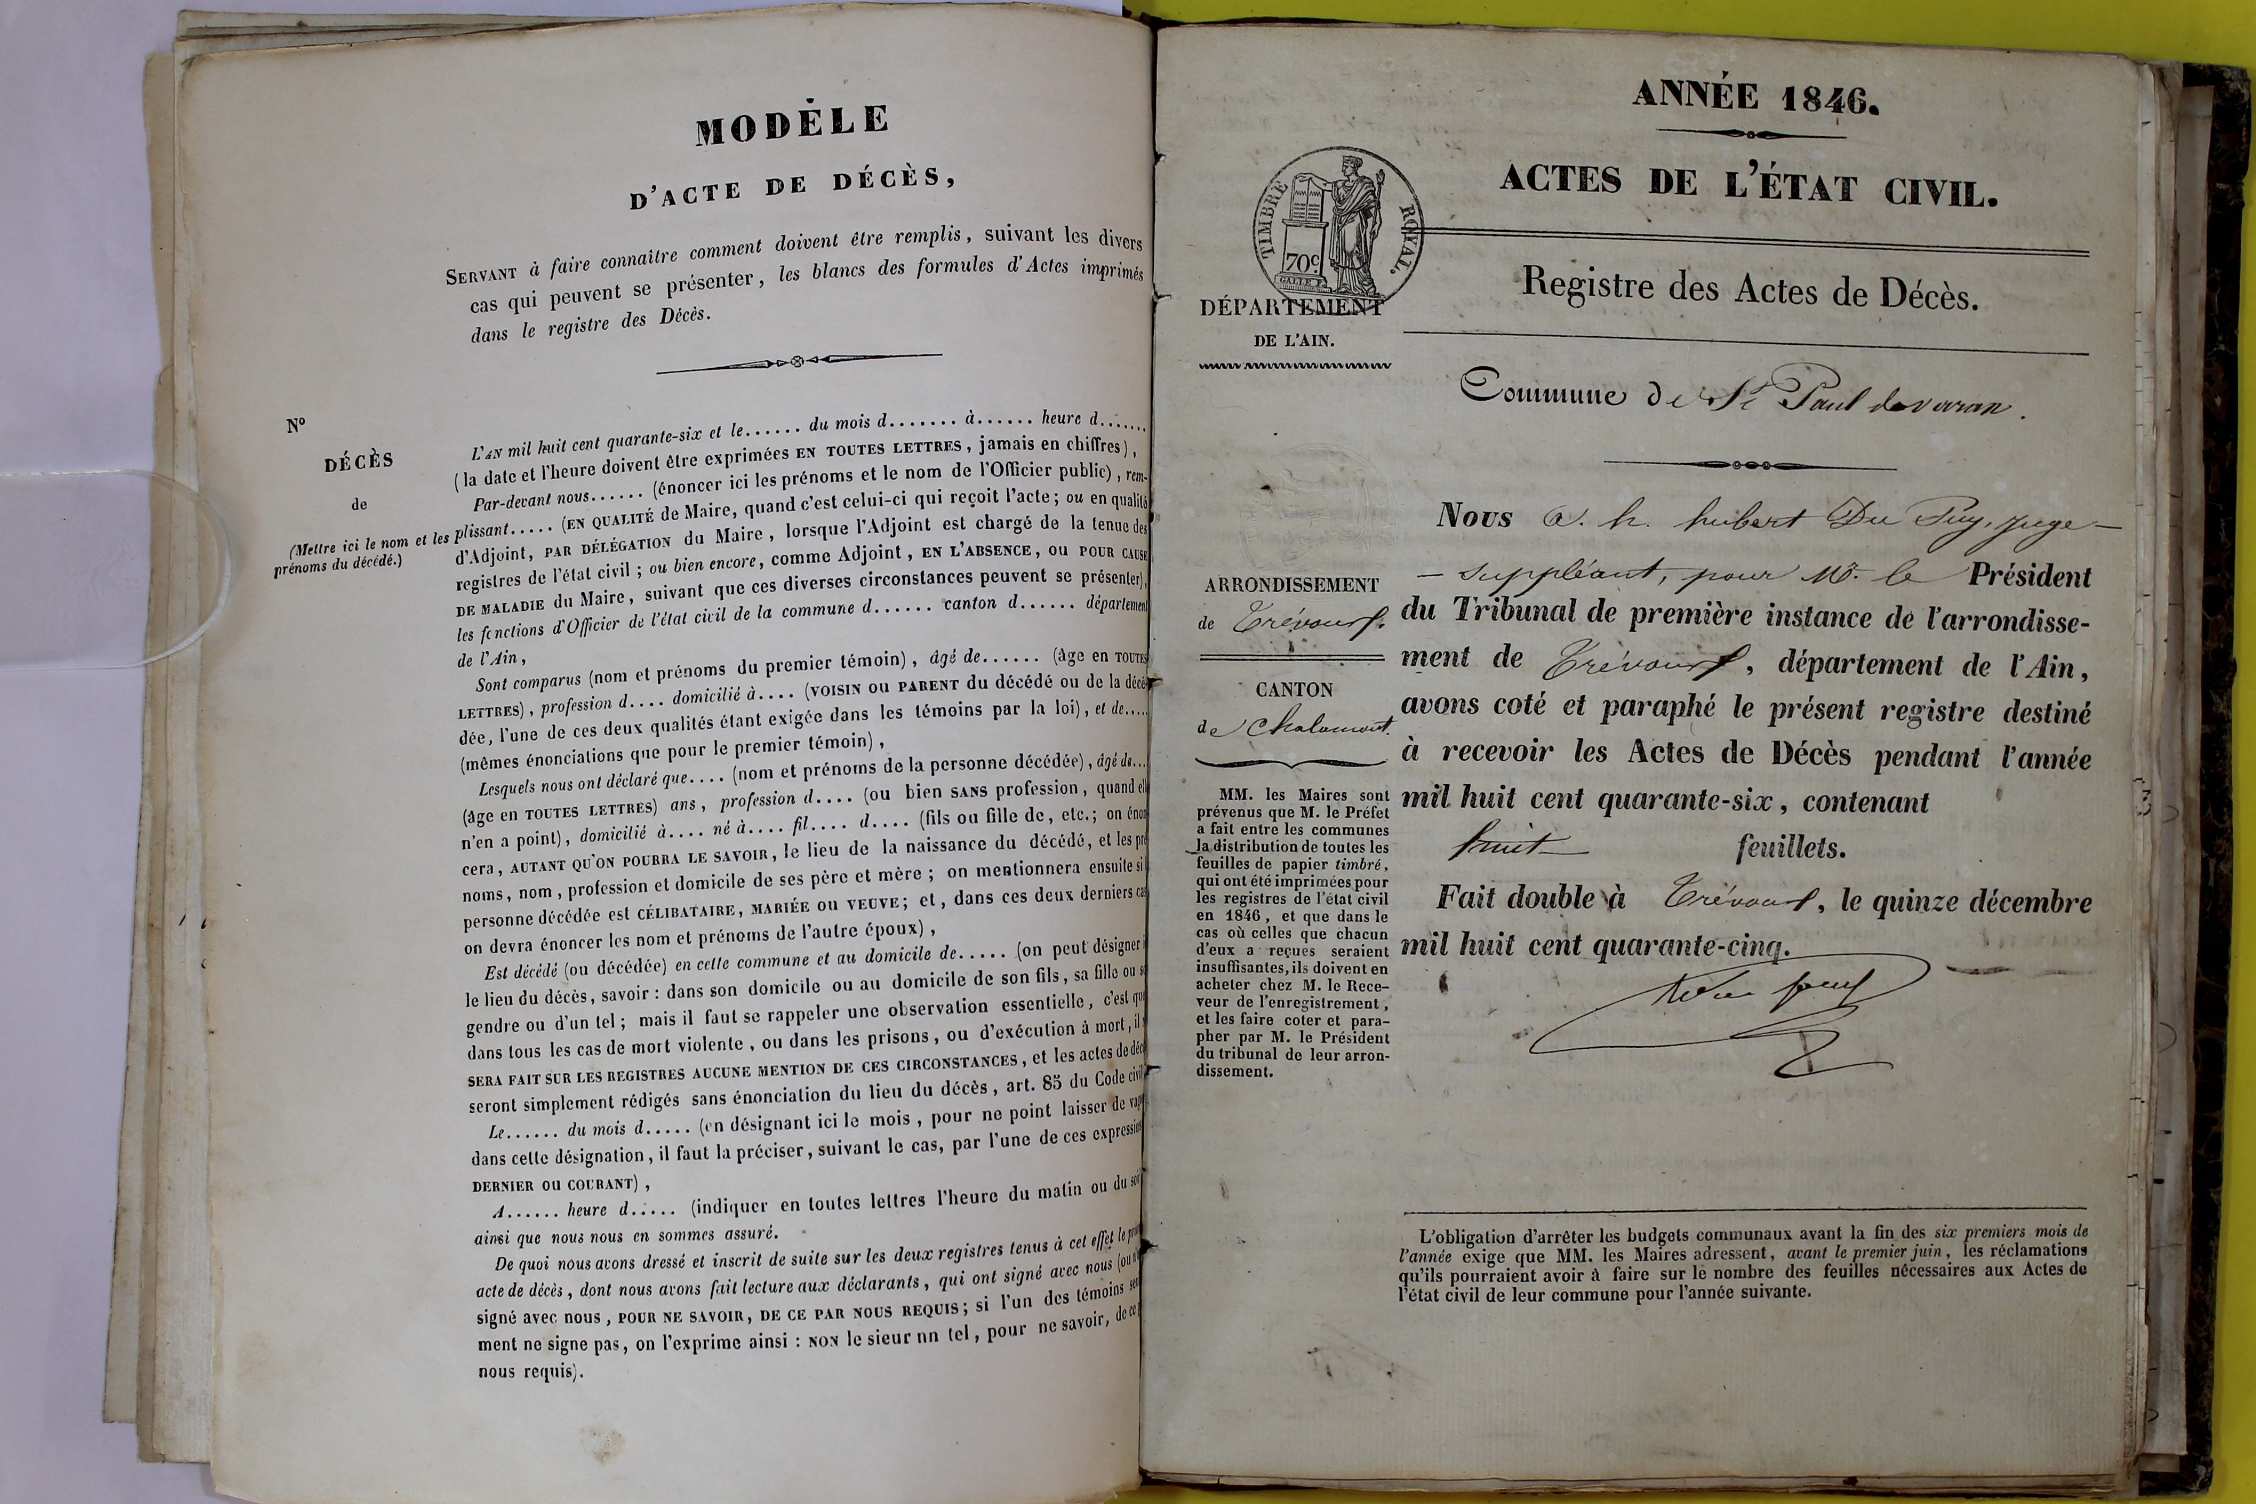 MODÈLE
D'ACTE DE DÉCÈS,
SERVANT à faire connaître comment doivent être remplis, suivant les divers
cas qui peuvent se présenter, les blancs des formules d'Actes imprimés
dans le registre des Décès.
N°
DÉCÈS
de
(Mettre ici le nom et les
prénoms du décédé.)
L'AN mil huit cent quarante-six et le...... du mois d....... à...... heure d.......
(la date et l'heure doivent être exprimées EN TOUTES LETTRES, jamais en chiffres),
Par-devant nous...... (énoncer ici les prénoms et le nom de l'Officier public), rem-
plissant..... (EN QUALITÉ de Maire, quand c'est celui-ci qui reçoit l'acte; ou en qualité
d'Adjoint, PAR DÉLÉGATION du Maire, lorsque l'Adjoint est chargé de la tenue des
registres de l'état civil; ou bien encore, comme Adjoint, EN L'ABSENCE, OU POUR CAUSE
DE MALADIE du Maire, suivant que ces diverses circonstances peuvent se présenter),
les fonctions d'Officier de l'état civil de la commune d...... canton d...... département
de l'Ain,
Sont comparus (nom et prénoms du premier témoin), âgé de...... (âge en TOUTES
LETTRES), profession d.... domicilié à.... (VOISIN OU PARENT du décédé ou de la décé
dée, l'une de ces deux qualités étant exigée dans les témoins par la loi), et de.....
(mêmes énonciations que pour le premier témoin),
Lesquels nous ont déclaré que.... (nom et prénoms de la personne décédée), âgé de...
(âge en TOUTES LETTRES) ans, profession d.... (ou bien SANS profession, quand ell
n'en a point), domicilié à.... né à.... fil.... d.... (fils ou fille de, etc.; on énon
cera, AUTANT QU'ON POURRA LE SAVOIR, le lieu de la naissance du décédé, et les pré
noms, nom, profession et domicile de ses père et mère; on mentionnera ensuite si
personne décédée est CÉLIBATAIRE, MARIÉE OU VEUVE; et, dans ces deux derniers cas
on devra énoncer les nom et prénoms de l'autre époux),
Est décédé (ou décédée) en cette commune et au domicile de..... (on peut désigner i
le lieu du décès, savoir: dans son domicile ou au domicile de son fils, sa fille ou so
gendre ou d'un tel; mais il faut se rappeler une observation essentielle, c'est que
dans tous les cas de mort violente, ou dans les prisons, ou d'exécution à mort, il n
SERA FAIT SUR LES REGISTRES AUCUNE MENTION DE CES CIRCONSTANCES, et les actes de déc
seront simplement rédigés sans énonciation du lieu du décès, art. 85 du Code civil
Le...... du mois d..... (en désignant ici le mois, pour ne point laisser de vague
dans cette désignation, il faut la préciser, suivant le cas, par l'une de ces expressions
DERNIER OU COURANT),
A...... heure d..... (indiquer en toutes lettres l'heure du matin ou du soir
ainsi que nous nous en sommes assuré.
De quoi nous avons dressé et inscrit de suite sur les deux registres tenus à cet effet le pré
acte de décès, dont nous avons fait lecture aux déclarants, qui ont signé avec nous (ou n'
signé avec nous, POUR NE SAVOIR, DE CE PAR NOUS REQUIS; si l'un des témoins seu
ment ne signe pas, on l'exprime ainsi: NON le sieur un tel, pour ne savoir, de ce p
nous requis).
ANNÉE 1846.
ACTES DE L'ÉTAT CIVIL.
TIMBRE ROYAL.
70c
Registre des Actes de Décès.
DÉPARTEMENT
DE L'AIN.
Commune de St Paul de varan.
Nous A. h. hubert Du Puy, juge
suppléant, pour Mr. le Président
du Tribunal de première instance de l'arrondisse-
ment de Trévoux, département de l'Ain,
avons coté et paraphé le présent registre destiné
à recevoir les Actes de Décès pendant l'année
mil huit cent quarante-six, contenant
huit feuillets.
Fait double à Trévoux, le quinze décembre
mil huit cent quarante-cinq.
ARRONDISSEMENT
de Trévoux.
CANTON
de Chalamont.
MM. les Maires sont
prévenus que M. le Préfet
a fait entre les communes
la distribution de toutes les
feuilles de papier timbré,
qui ont été imprimées pour
les registres de l'état civil
en 1846, et que dans le
cas où celles que chacun
d'eux a reçues seraient
insuffisantes, ils doivent en
acheter chez M. le Rece-
veur de l'enregistrement,
et les faire coter et para-
pher par M. le Président
du tribunal de leur arron-
dissement.
L'obligation d'arrêter les budgets communaux avant la fin des six premiers mois de
l'année exige que MM. les Maires adressent, avant le premier juin, les réclamations
qu'ils pourraient avoir à faire sur le nombre des feuilles nécessaires aux Actes de
l'état civil de leur commune pour l'année suivante.